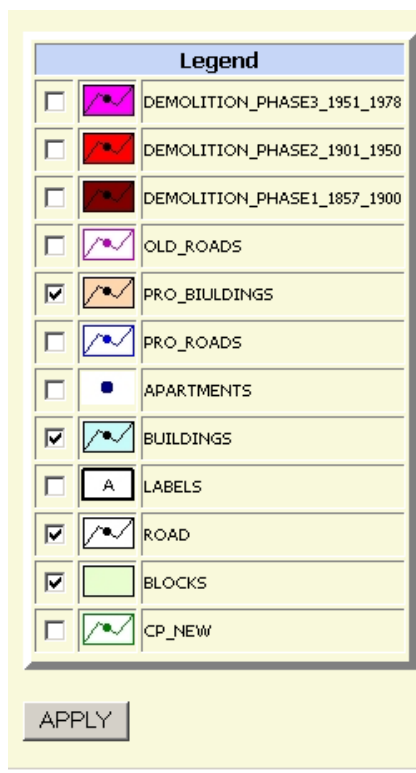 Legend
DEMOLITION_PHASE3_1951_1978
DEMOLITION_PHASE2_1901_1950
DEMOLITION_PHASE1_1857_1900
OLD_ROADS
PRO_BIULDINGS
PRO_ROADS
APARTMENTS
BUILDINGS
A LABELS
ROAD
BLOCKS
CP_NEW
APPLY